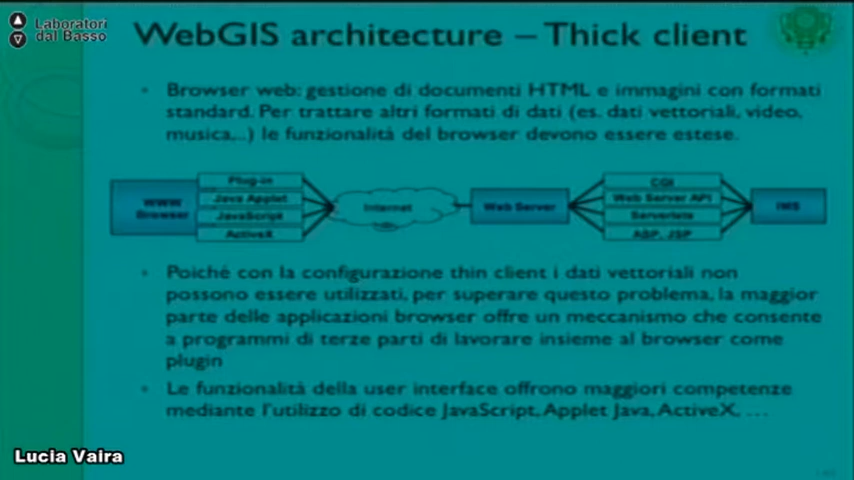 Laboratori
dal Basso
WebGIS architecture – Thick client
Browser web: gestione di documenti HTML e immagini con formati
standard. Per trattare altri formati di dati (es. dati vettoriali, video,
musica,..) le funzionalità del browser devono essere estese.
Plug-in
Java Applet
JavaScript
ActiveX
WWW
Browser
Internet
Web Server
CGI
Web Server API
Serverlets
ASP, JSP
IMS
Poiché con la configurazione thin client i dati vettoriali non
possono essere utilizzati, per superare questo problema, la maggior
parte delle applicazioni browser offre un meccanismo che consente
a programmi di terze parti di lavorare insieme al browser come
plugin
Le funzionalità della user interface offrono maggiori competenze
mediante l'utilizzo di codice JavaScript, Applet Java, ActiveX, …
Lucia Vaira